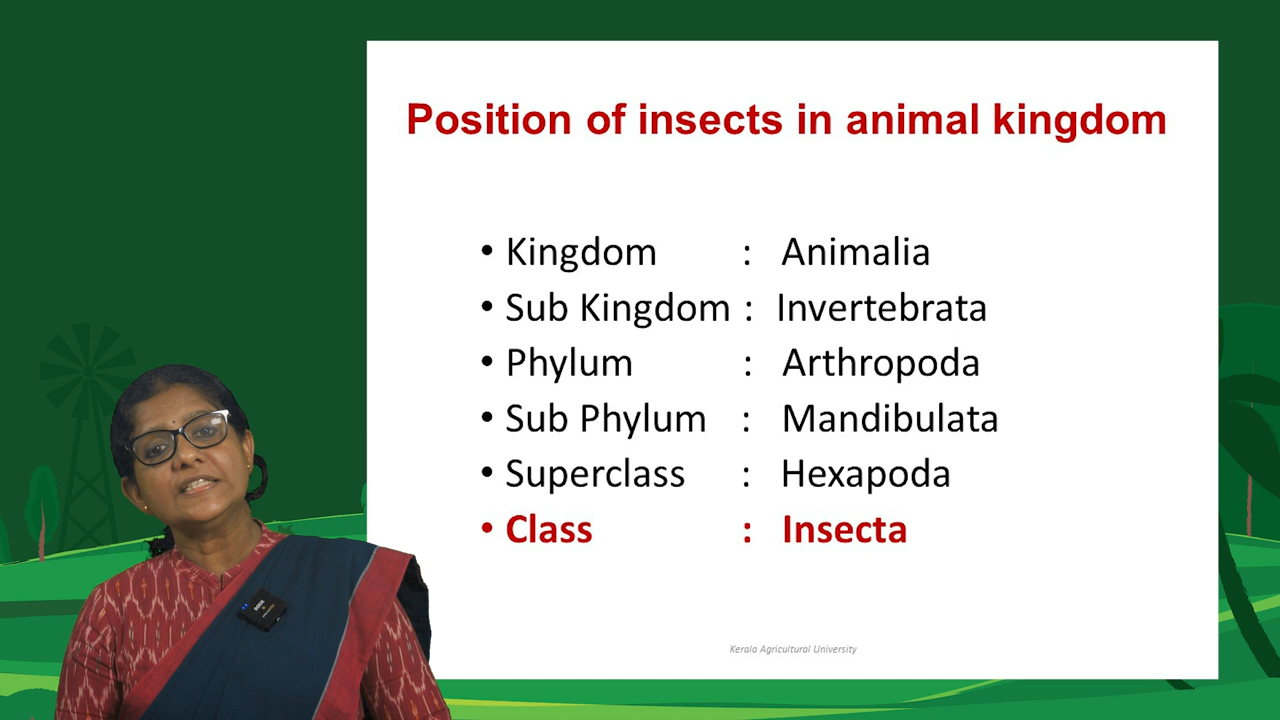 Position of insects in animal kingdom
• Kingdom : Animalia
• Sub Kingdom : Invertebrata
• Phylum : Arthropoda
• Sub Phylum : Mandibulata
• Superclass : Hexapoda
• Class : Insecta
Kerala Agricultural University